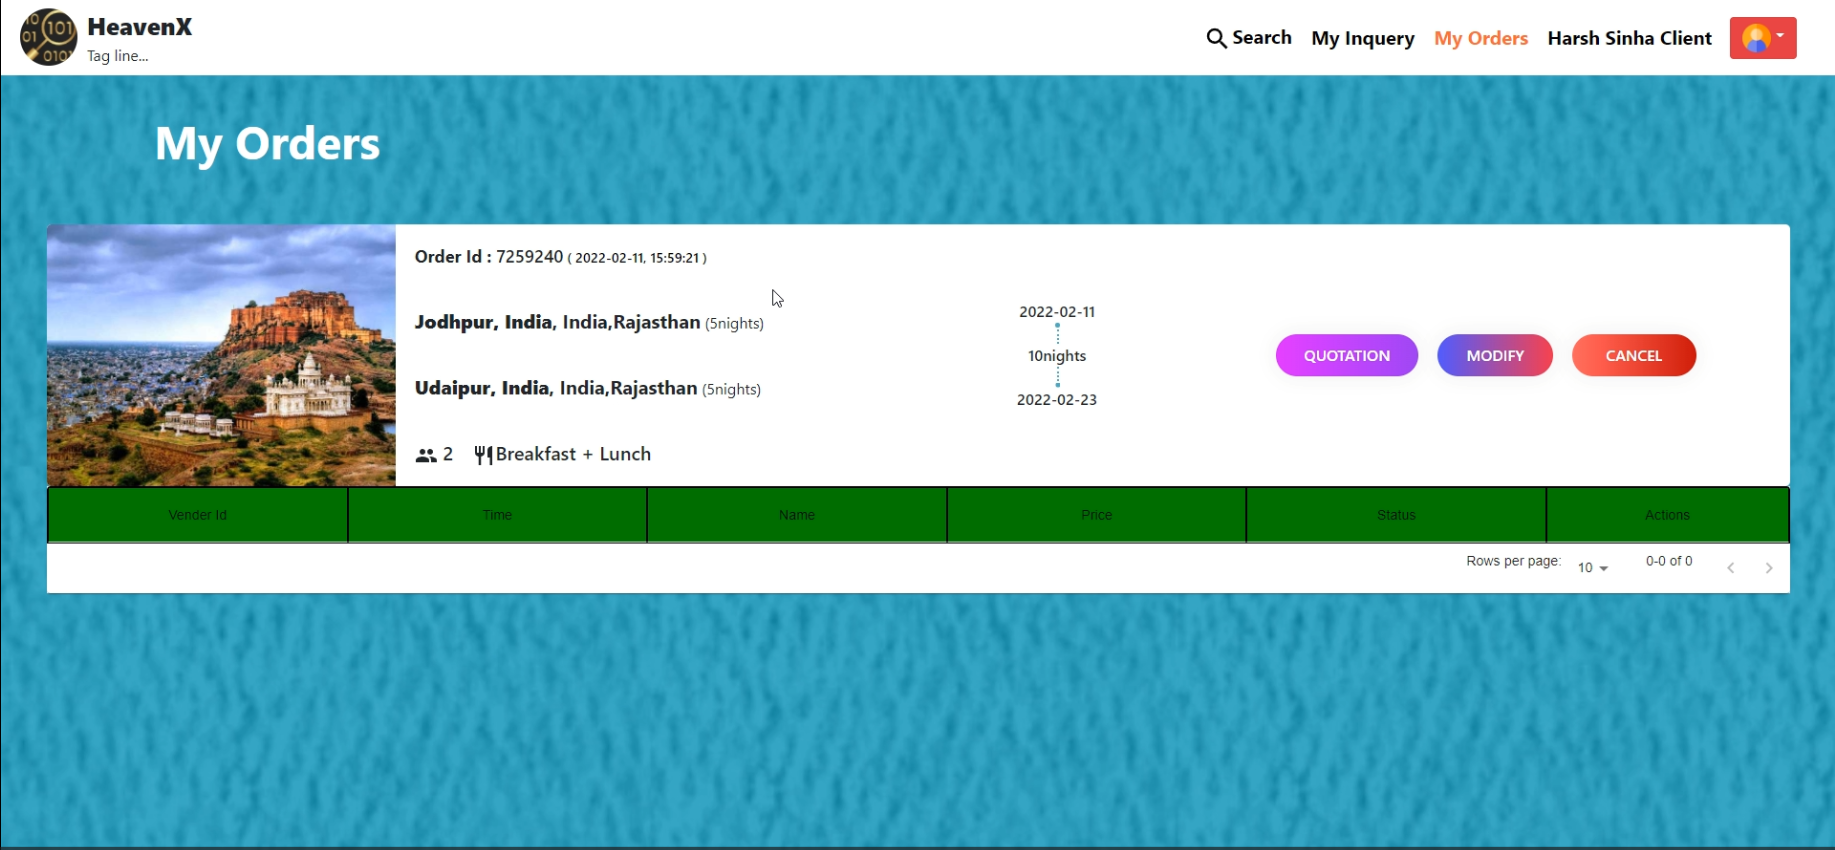 HeavenX
Tag line...
Search My Inquery My Orders Harsh Sinha Client
My Orders
Order Id : 7259240 ( 2022-02-11, 15:59:21 )
Jodhpur, India, India,Rajasthan (5nights)
Udaipur, India, India,Rajasthan (5nights)
2 Breakfast + Lunch
2022-02-11
10nights
2022-02-23
QUOTATION MODIFY CANCEL
Vender Id Time Name Price Status Actions
Rows per page: 10 0-0 of 0